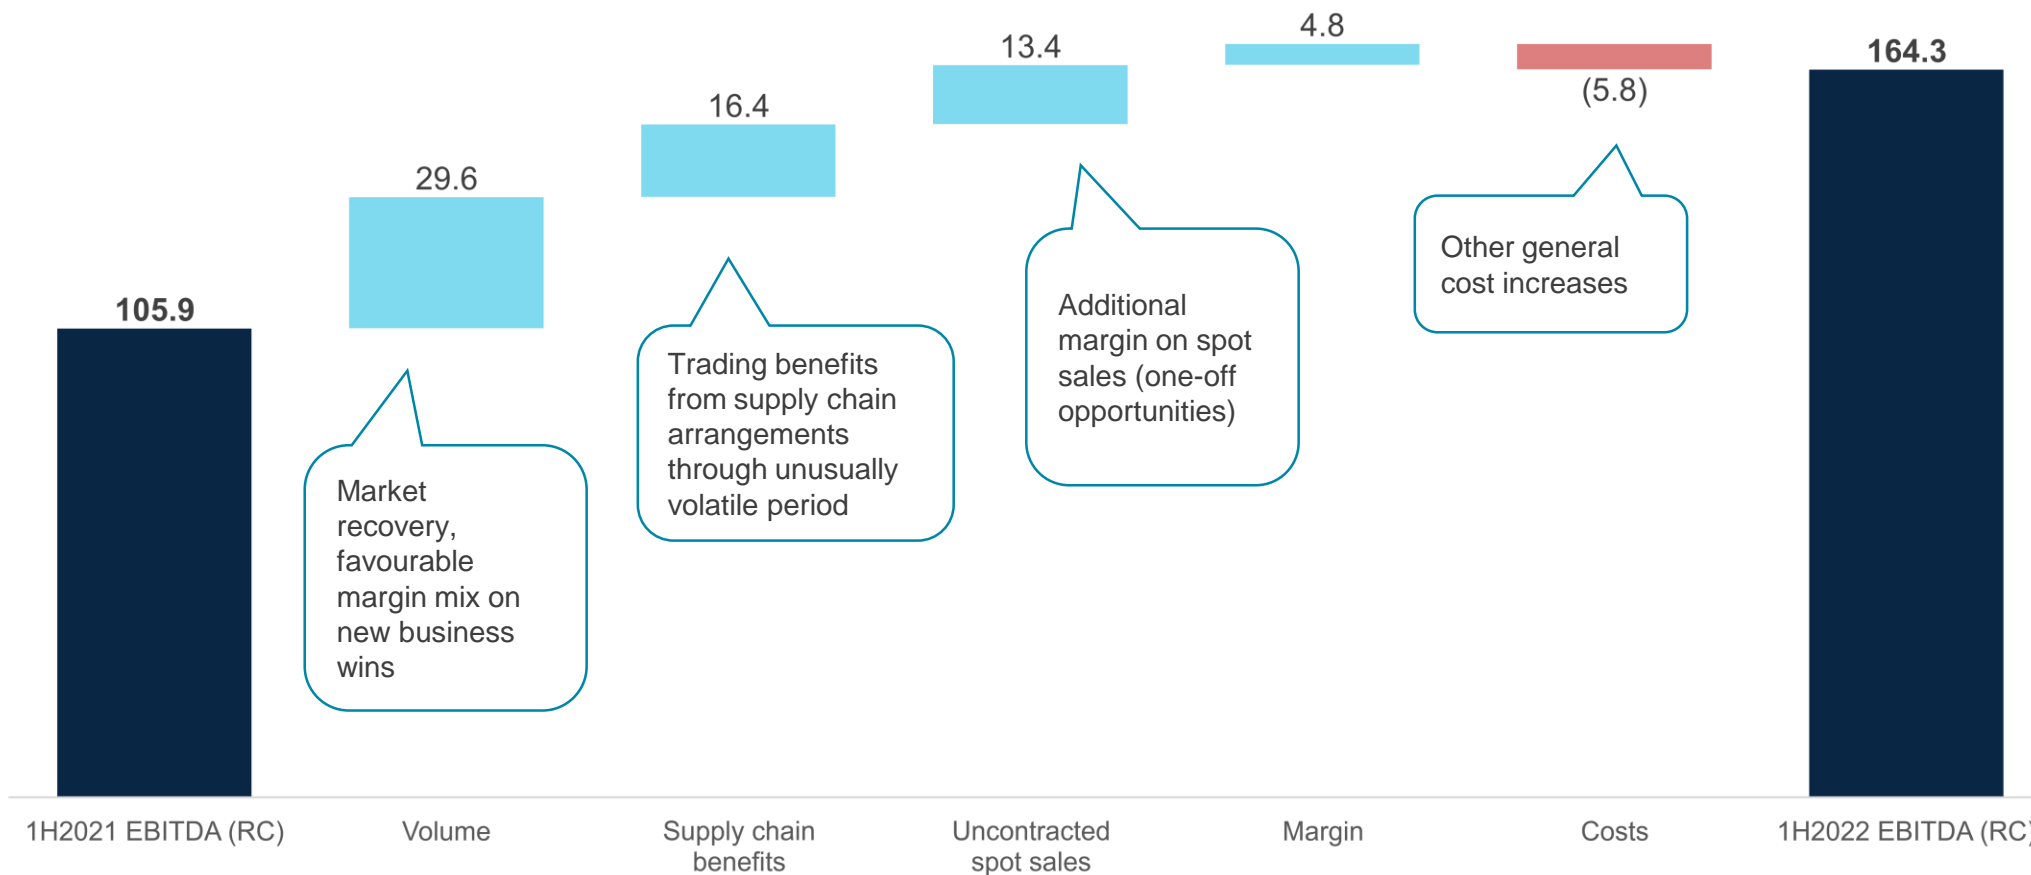 105.9
29.6
16.4
13.4
4.8
(5.8)
164.3
Market
recovery,
favourable
margin mix on
new business
wins
Trading benefits
from supply chain
arrangements
through unusually
volatile period
Additional
margin on spot
sales (one-off
opportunities)
Other general
cost increases
1H2021 EBITDA (RC)
Volume
Supply chain
benefits
Uncontracted
spot sales
Margin
Costs
1H2022 EBITDA (RC)